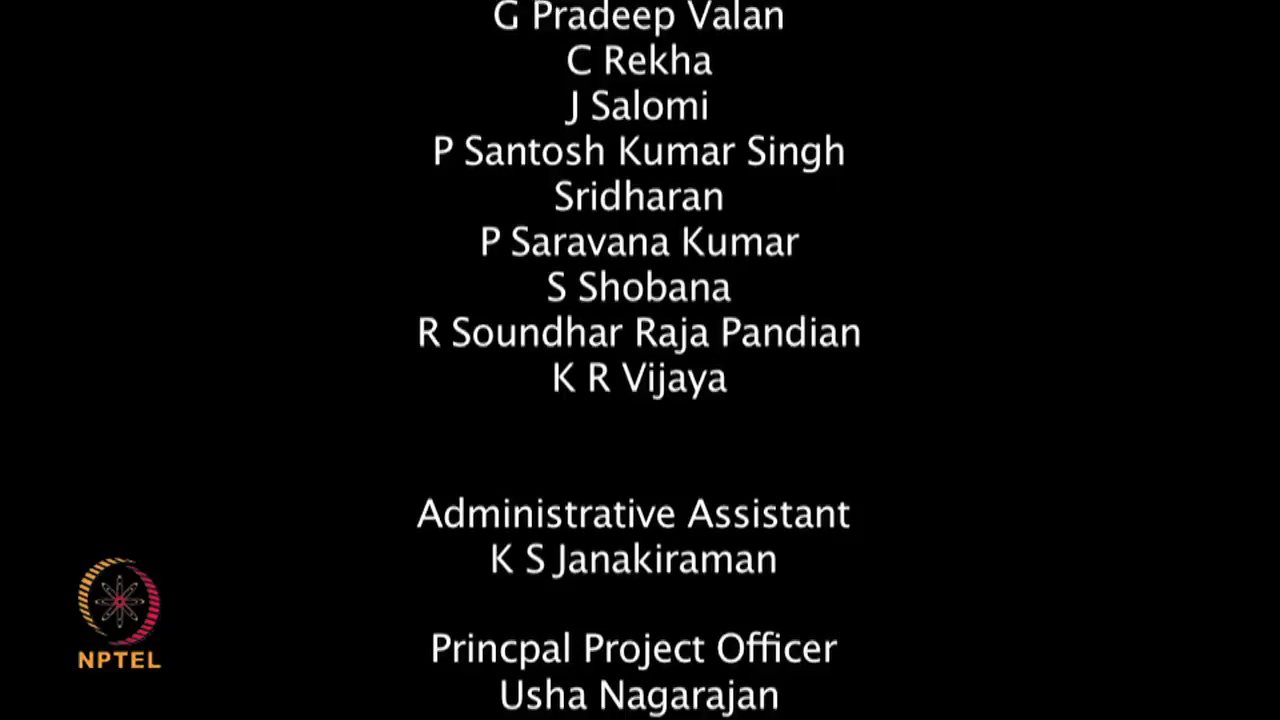 G Pradeep Valan
C Rekha
J Salomi
P Santosh Kumar Singh
Sridharan
P Saravana Kumar
S Shobana
R Soundhar Raja Pandian
K R Vijaya
Administrative Assistant
K S Janakiraman
Princpal Project Officer
Usha Nagarajan
NPTEL